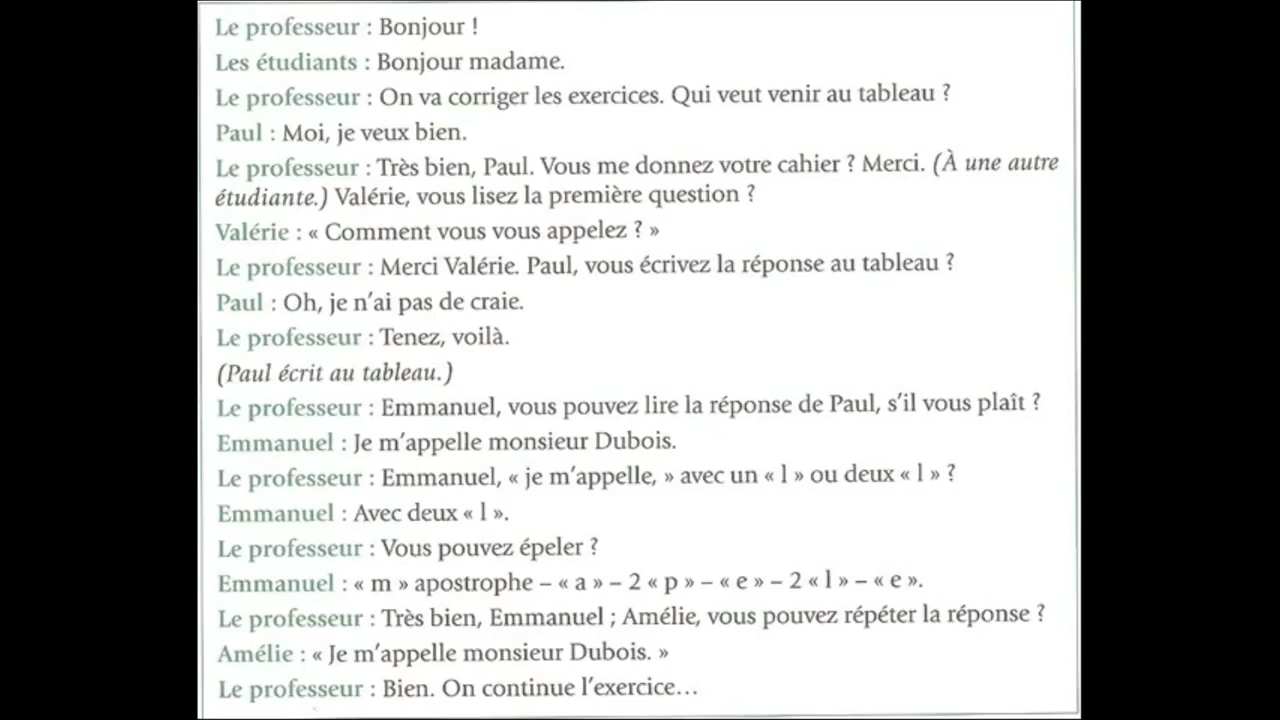 Le professeur : Bonjour !
Les étudiants : Bonjour madame.
Le professeur : On va corriger les exercices. Qui veut venir au tableau ?
Paul : Moi, je veux bien.
Le professeur : Très bien, Paul. Vous me donnez votre cahier ? Merci. (À une autre
étudiante.) Valérie, vous lisez la première question ?
Valérie : « Comment vous vous appelez ? »
Le professeur : Merci Valérie. Paul, vous écrivez la réponse au tableau ?
Paul : Oh, je n'ai pas de craie.
Le professeur : Tenez, voilà.
(Paul écrit au tableau.)
Le professeur : Emmanuel, vous pouvez lire la réponse de Paul, s'il vous plaît ?
Emmanuel : Je m'appelle monsieur Dubois.
Le professeur : Emmanuel, « je m'appelle, » avec un « l » ou deux « l » ?
Emmanuel : Avec deux « l ».
Le professeur : Vous pouvez épeler ?
Emmanuel : « m » apostrophe – « a » – 2 « p » – « e » – 2 « l » – « e ».
Le professeur : Très bien, Emmanuel ; Amélie, vous pouvez répéter la réponse ?
Amélie : « Je m'appelle monsieur Dubois. »
Le professeur : Bien. On continue l'exercice…